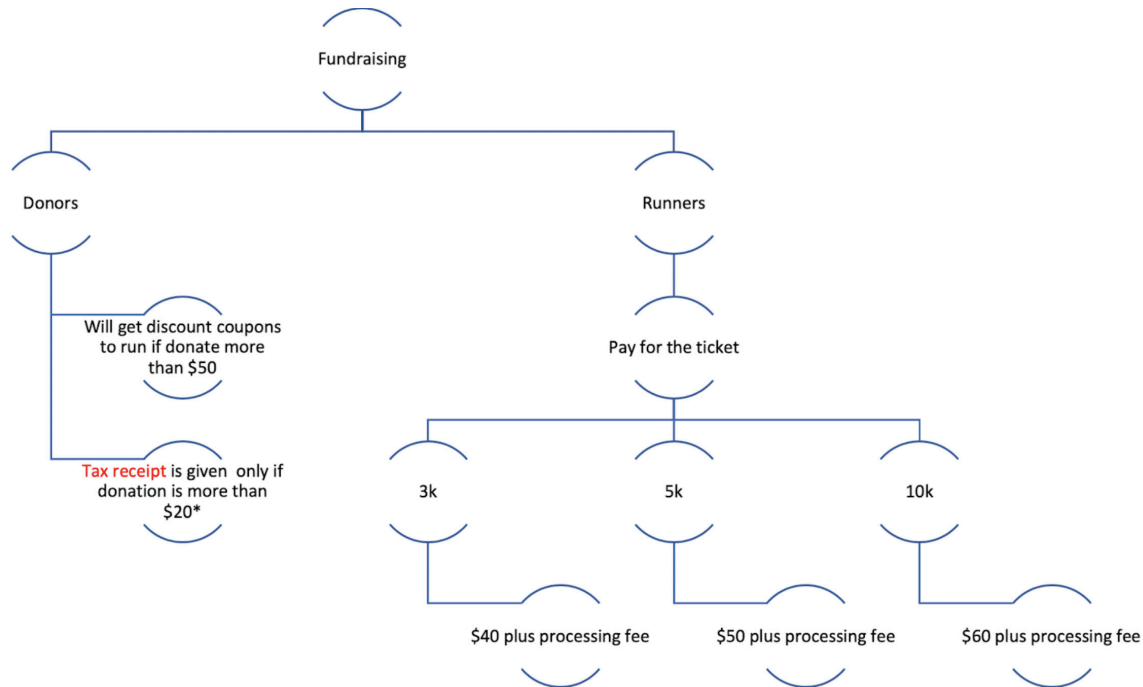 Fundraising
Donors
Runners
Will get discount coupons
to run if donate more
than $50
Pay for the ticket
Tax receipt is given only if
donation is more than
$20*
3k
5k
10k
$40 plus processing fee
$50 plus processing fee
$60 plus processing fee